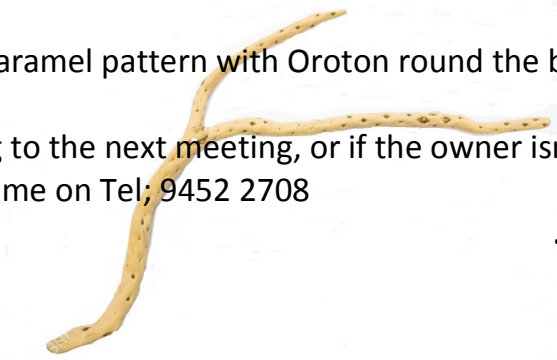 aramel pattern with Oroton round the b
g to the next meeting, or if the owner isn
me on Tel; 9452 2708